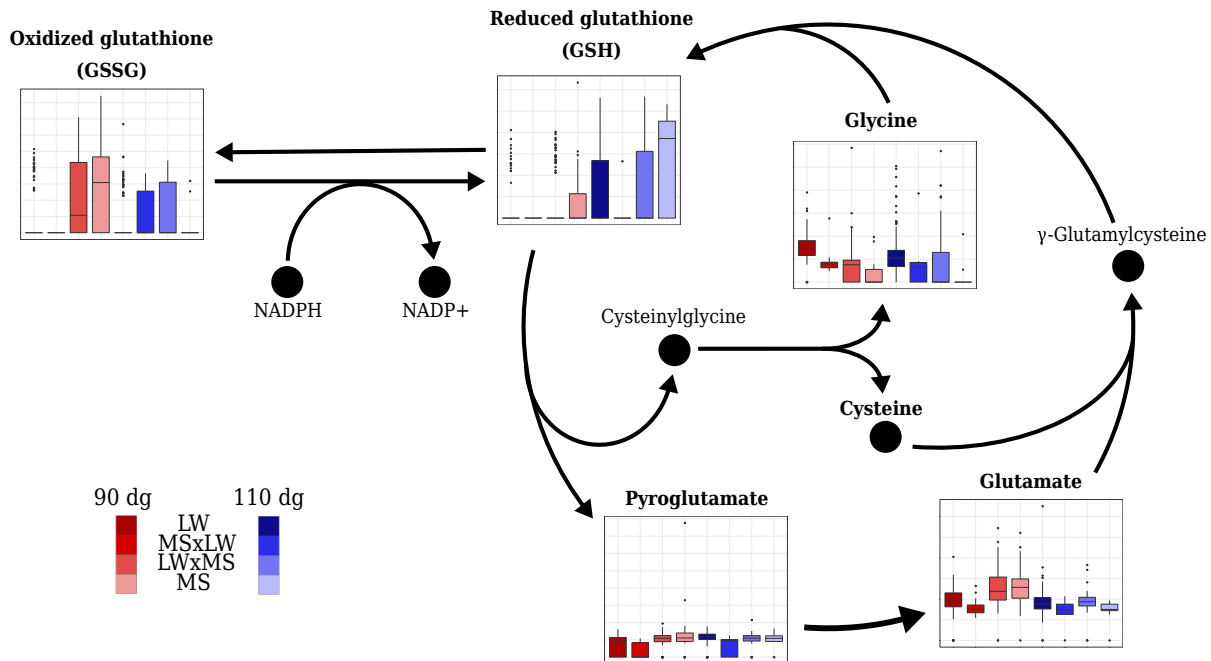 Reduced glutathione
(GSH)
Oxidized glutathione
(GSSG)
Glycine
γ-Glutamylcysteine
NADPH
NADP+
Cysteinylglycine
Cysteine
Pyroglutamate
Glutamate
90 dg
110 dg
LW
MSxLW
LWxMS
MS